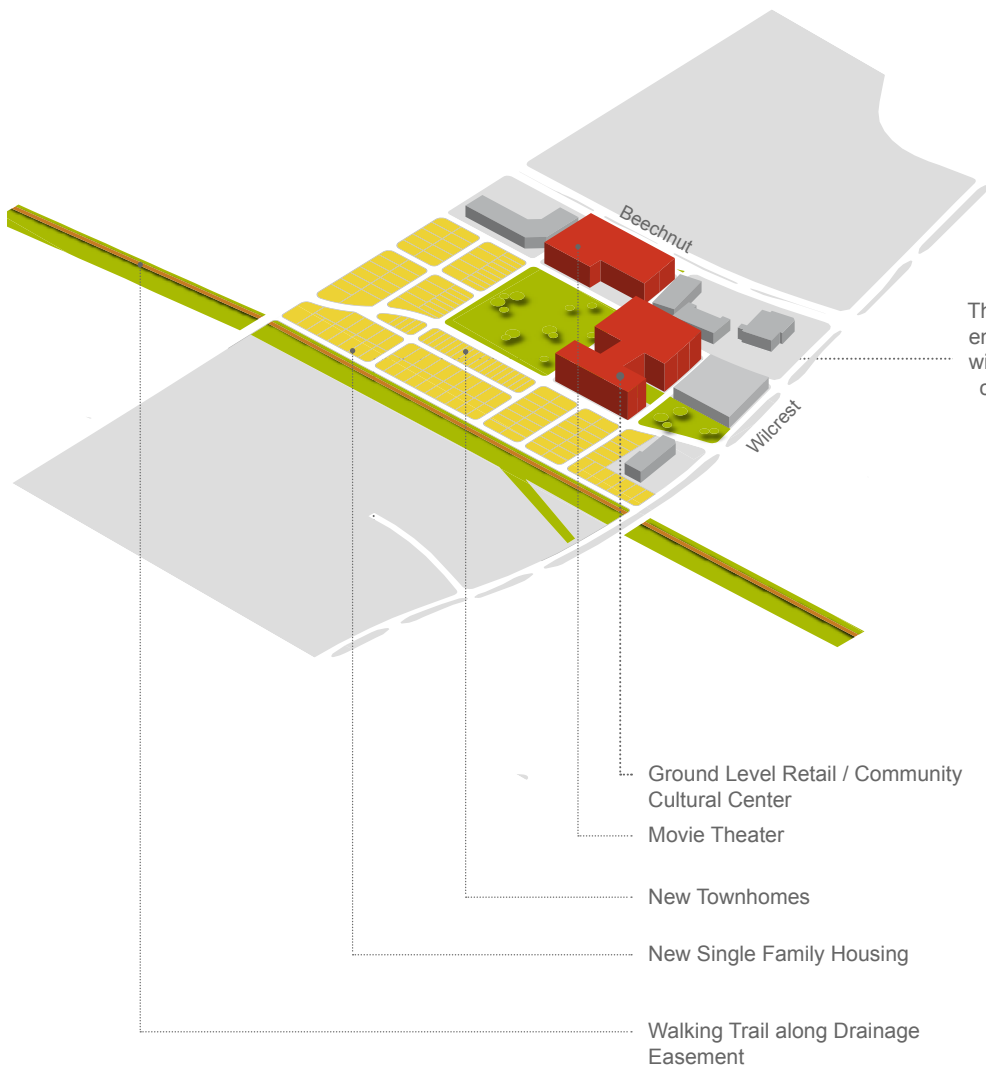 Beechnut
Wilcrest
Ground Level Retail / Community
Cultural Center
Movie Theater
New Townhomes
New Single Family Housing
Walking Trail along Drainage
Easement